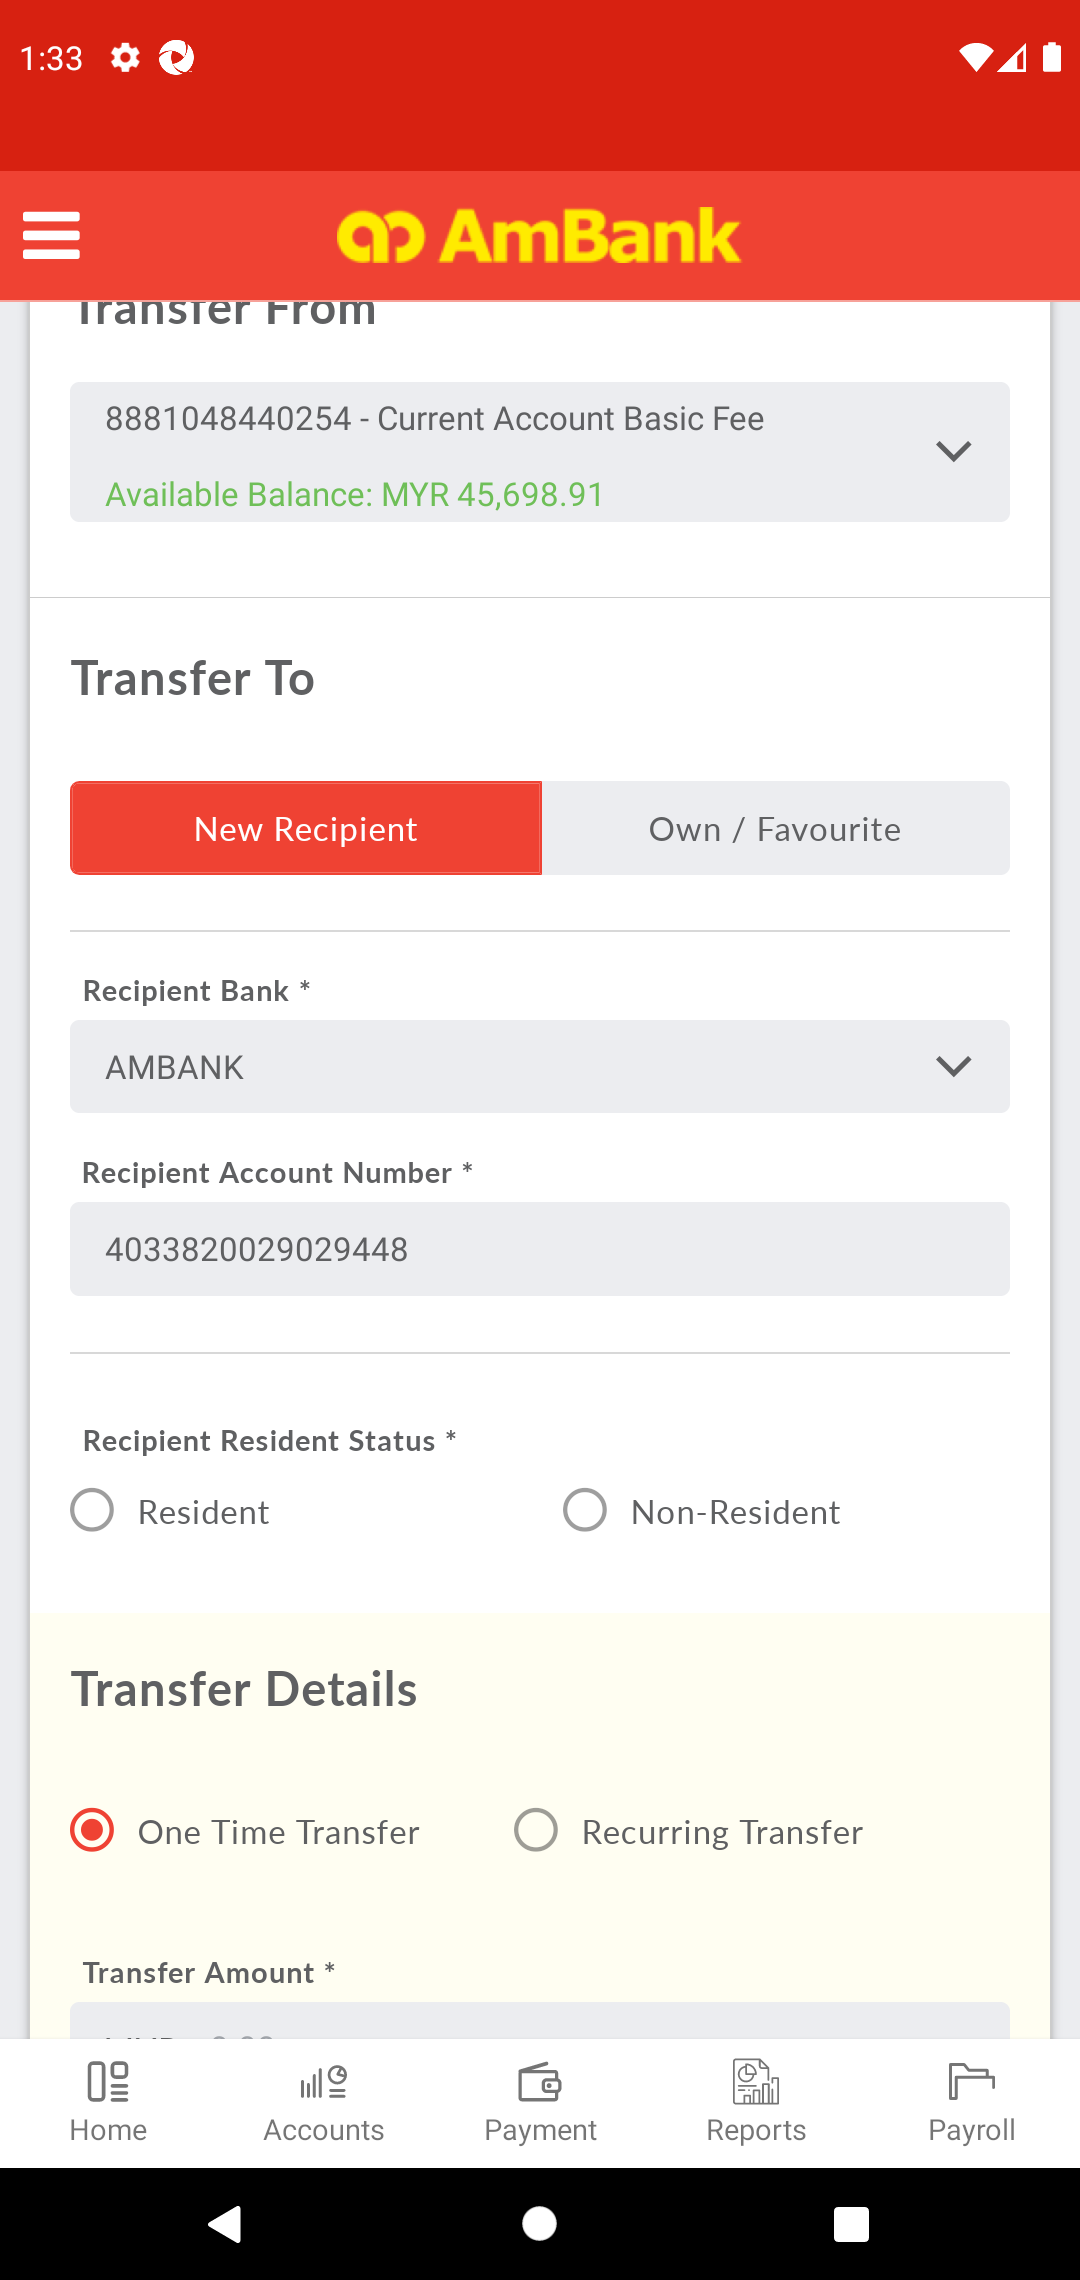 1:33
AmBank
Transfer From
8881048440254 - Current Account Basic Fee
Available Balance: MYR 45,698.91
Transfer To
New Recipient
Own / Favourite
Recipient Bank *
AMBANK
Recipient Account Number *
4033820029029448
Recipient Resident Status *
Resident
Non-Resident
Transfer Details
One Time Transfer
Recurring Transfer
Transfer Amount *
Home
Accounts
Payment
Reports
Payroll